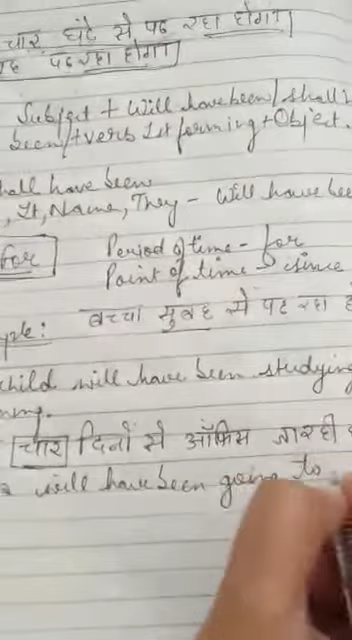 चार घंटे से पढ़ रहा होगा।
पढ़ रहा होगा।
Subject + Will have been/shall
been/+verb 1st form ing + Object.
hall have been
, It, Name, They - Will have bee
for Period of time - for
Point of time - since
बच्चा सुबह से पढ़ रहा
ple:
child will have been studying
ning.
चार दिनों से ऑफिस जा रही
will have been going to